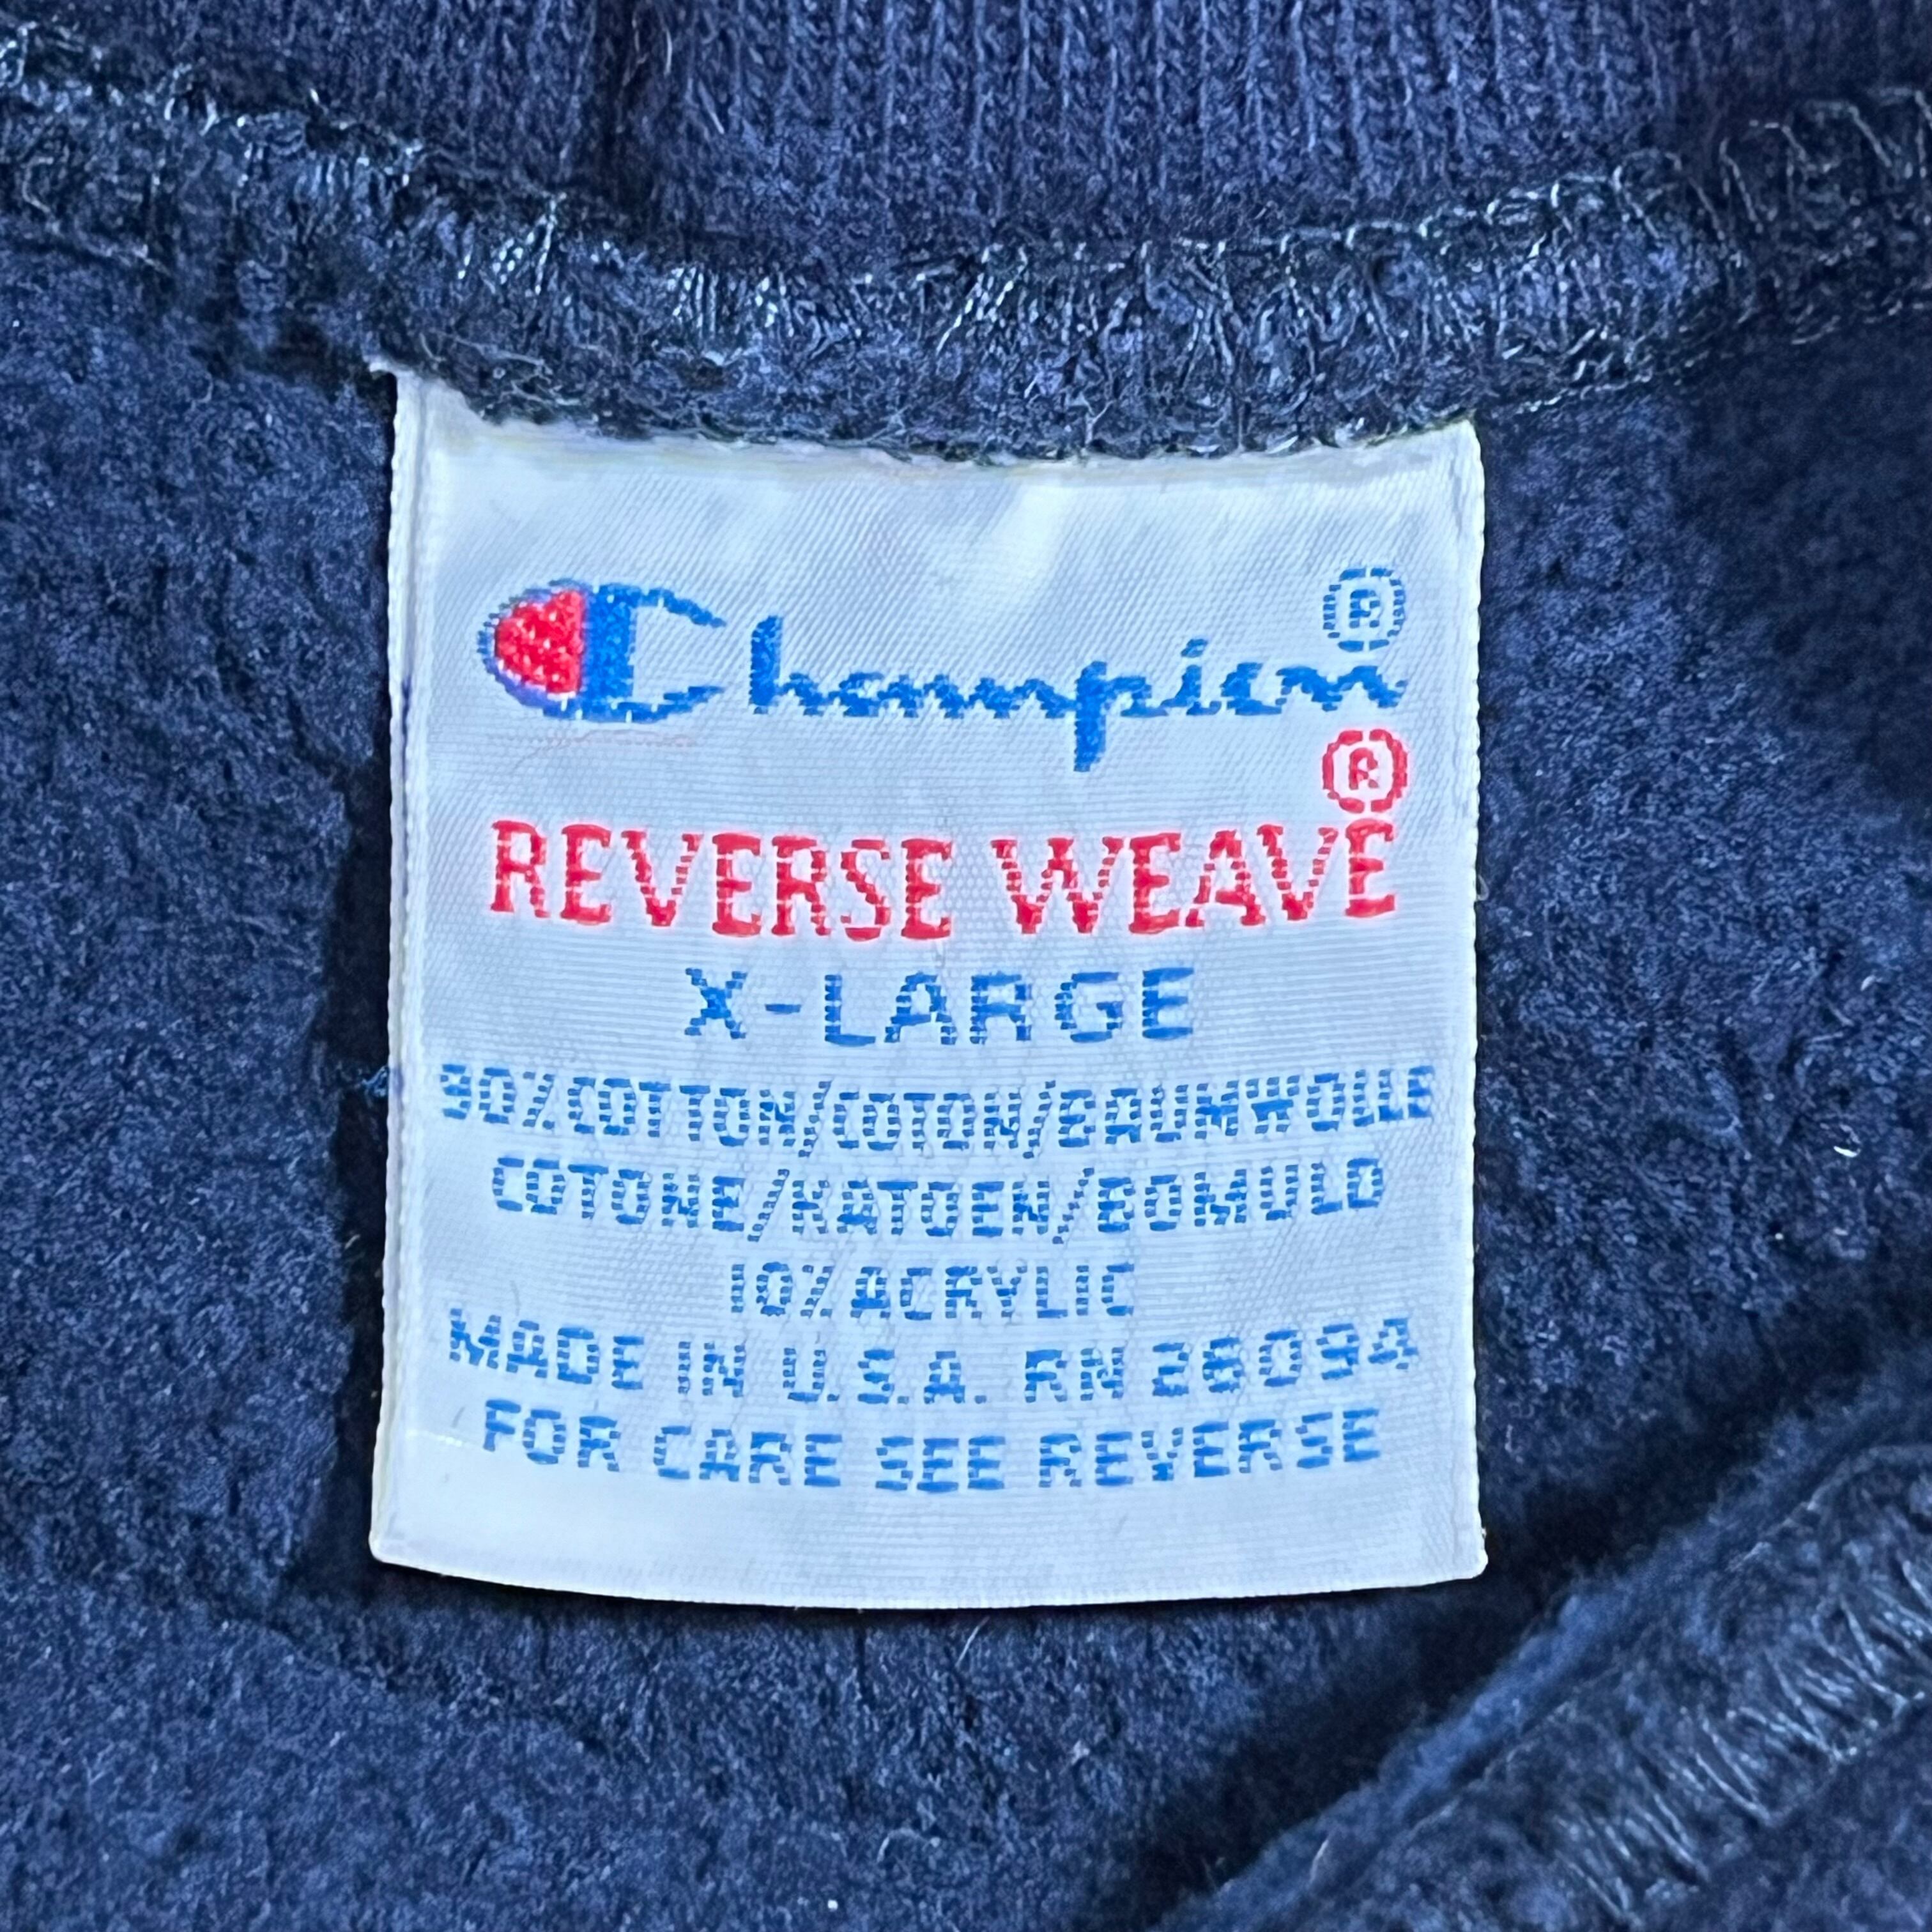 Champion®
REVERSE WEAVE®
X-LARGE
90% COTTON/COTON/BAUMWOLLE
COTONE/KATOEN/BOMULD
10% ACRYLIC
MADE IN U.S.A. RN 26094
FOR CARE SEE REVERSE